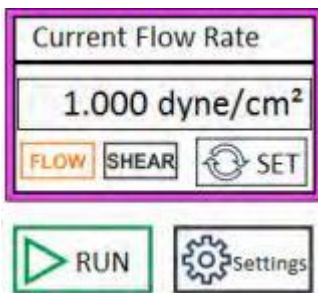 Current Flow Rate
1.000 dyne/cm²
FLOW SHEAR SET
RUN Settings